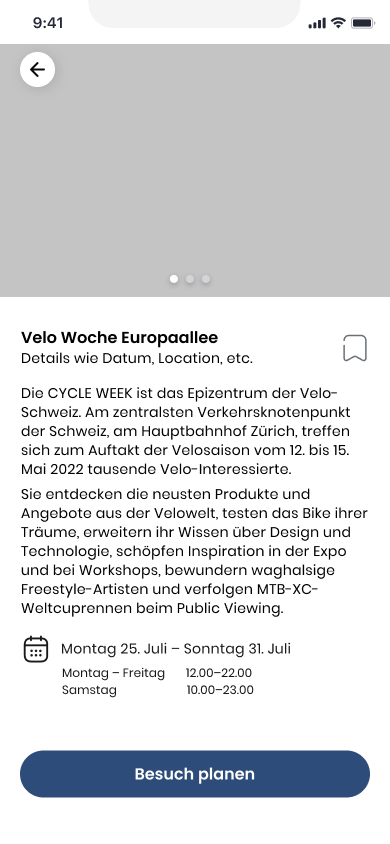 9:41
Velo Woche Europaallee
Details wie Datum, Location, etc.
Die CYCLE WEEK ist das Epizentrum der Velo-
Schweiz. Am zentralsten Verkehrsknotenpunkt
der Schweiz, am Hauptbahnhof Zürich, treffen
sich zum Auftakt der Velosaison vom 12. bis 15.
Mai 2022 tausende Velo-Interessierte.
Sie entdecken die neusten Produkte und
Angebote aus der Velowelt, testen das Bike ihrer
Träume, erweitern ihr Wissen über Design und
Technologie, schöpfen Inspiration in der Expo
und bei Workshops, bewundern waghalsige
Freestyle-Artisten und verfolgen MTB-XC-
Weltcuprennen beim Public Viewing.
Montag 25. Juli – Sonntag 31. Juli
Montag – Freitag 12.00–22.00
Samstag 10.00–23.00
Besuch planen